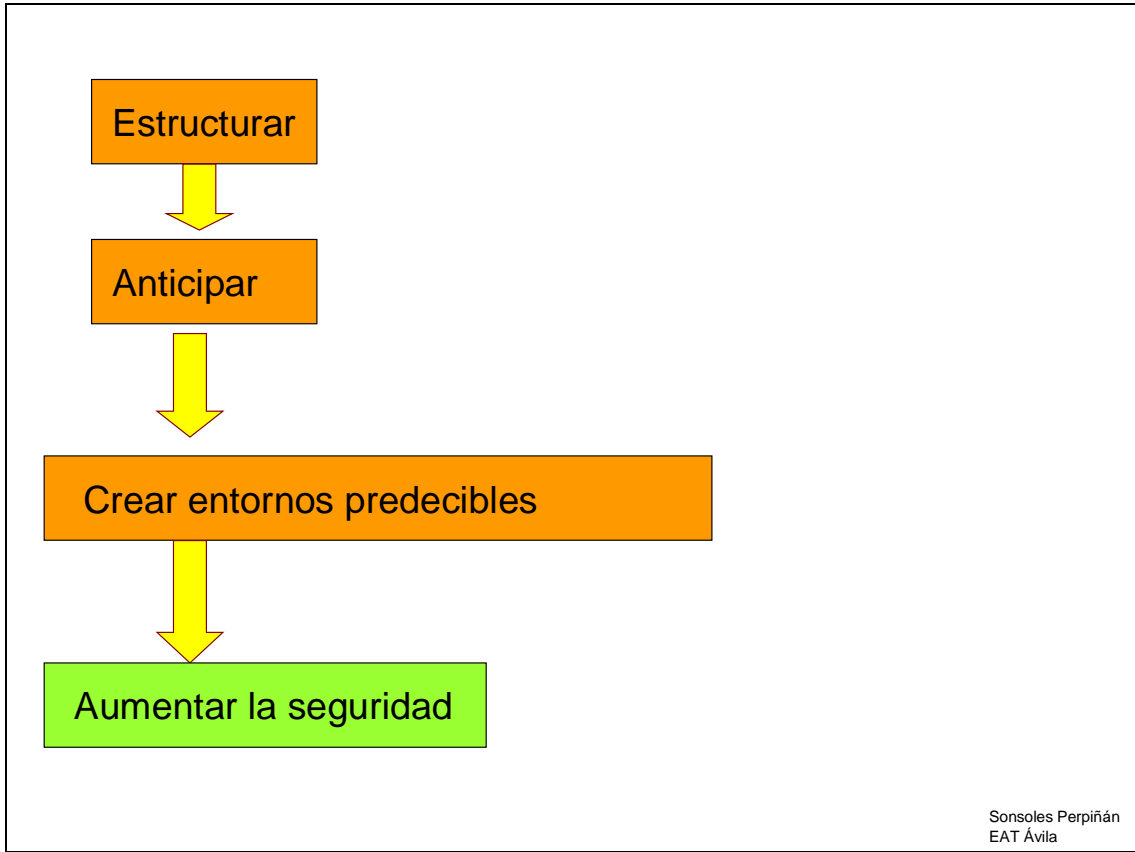 Estructurar
Anticipar
Crear entornos predecibles
Aumentar la seguridad
Sonsoles Perpiñán
EAT Ávila